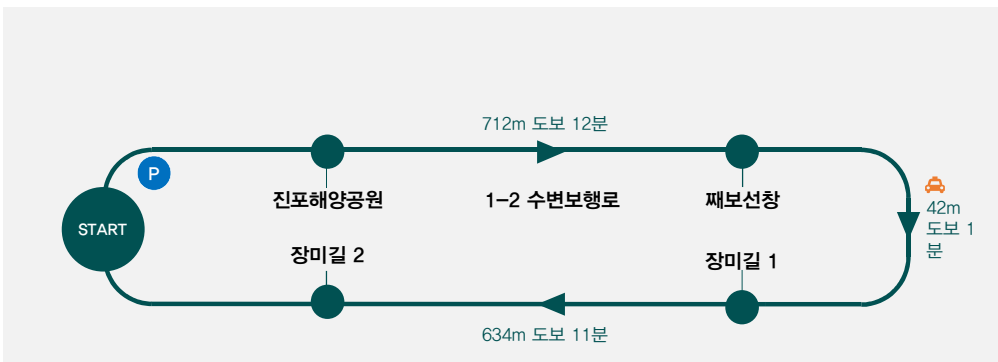 712m 도보 12분
P
진포해양공원
1-2 수변보행로
째보선창
START
42m
도보 1
분
장미길 2
장미길 1
634m 도보 11분